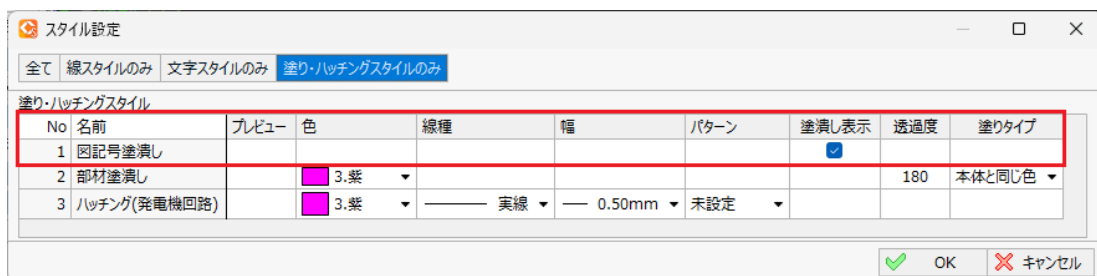 スタイル設定
全て 線スタイルのみ 文字スタイルのみ 塗り・ハッチングスタイルのみ
塗り・ハッチングスタイル
No 名前 プレビュー 色 線種 幅 パターン 塗潰し表示 透過度 塗りタイプ
1 図記号塗潰し
2 部材塗潰し 3.紫 180 本体と同じ色
3 ハッチング(発電機回路) 3.紫 実線 0.50mm 未設定
OK キャンセル